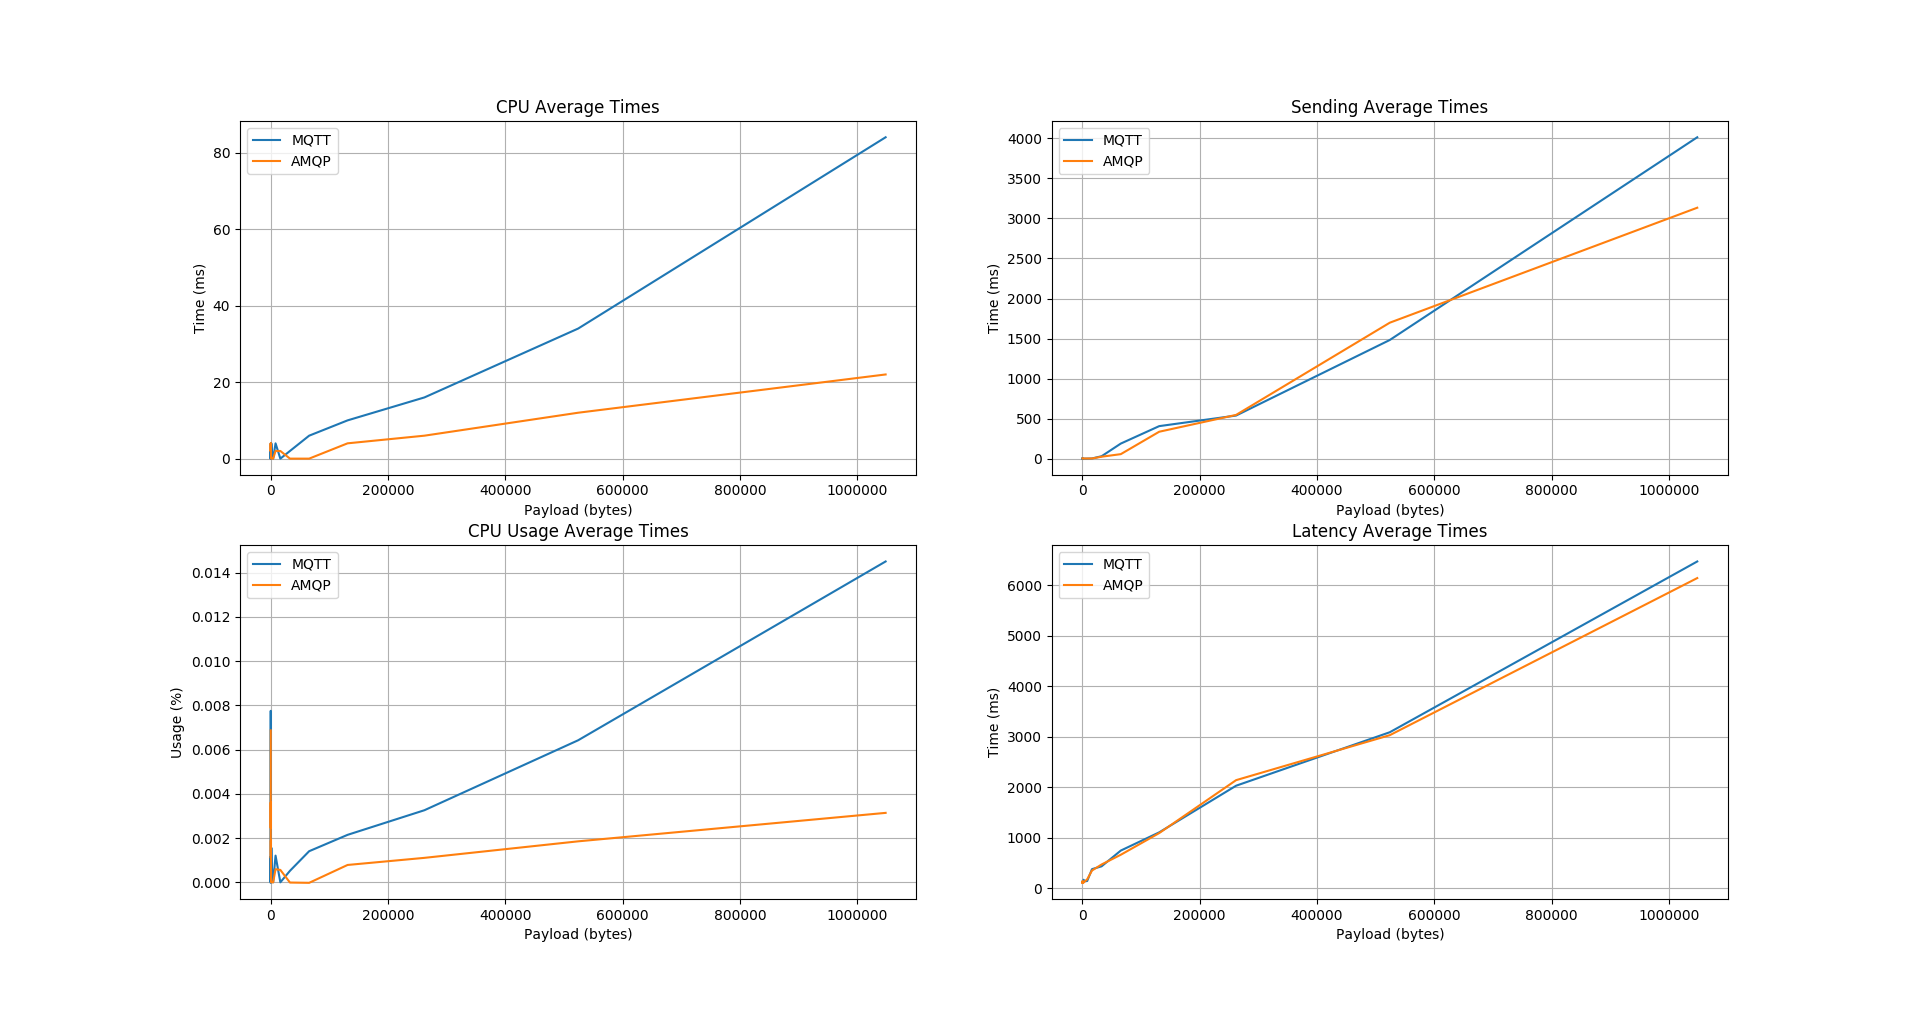 CPU Average Times
MQTT
AMQP
80
60
40
20
0
Time (ms)
0 200000 400000 600000 800000 1000000
Payload (bytes)
Sending Average Times
MQTT
AMQP
4000
3500
3000
2500
2000
1500
1000
500
0
Time (ms)
0 200000 400000 600000 800000 1000000
Payload (bytes)
CPU Usage Average Times
MQTT
AMQP
0.014
0.012
0.010
0.008
0.006
0.004
0.002
0.000
Usage (%)
0 200000 400000 600000 800000 1000000
Payload (bytes)
Latency Average Times
MQTT
AMQP
6000
5000
4000
3000
2000
1000
0
Time (ms)
0 200000 400000 600000 800000 1000000
Payload (bytes)